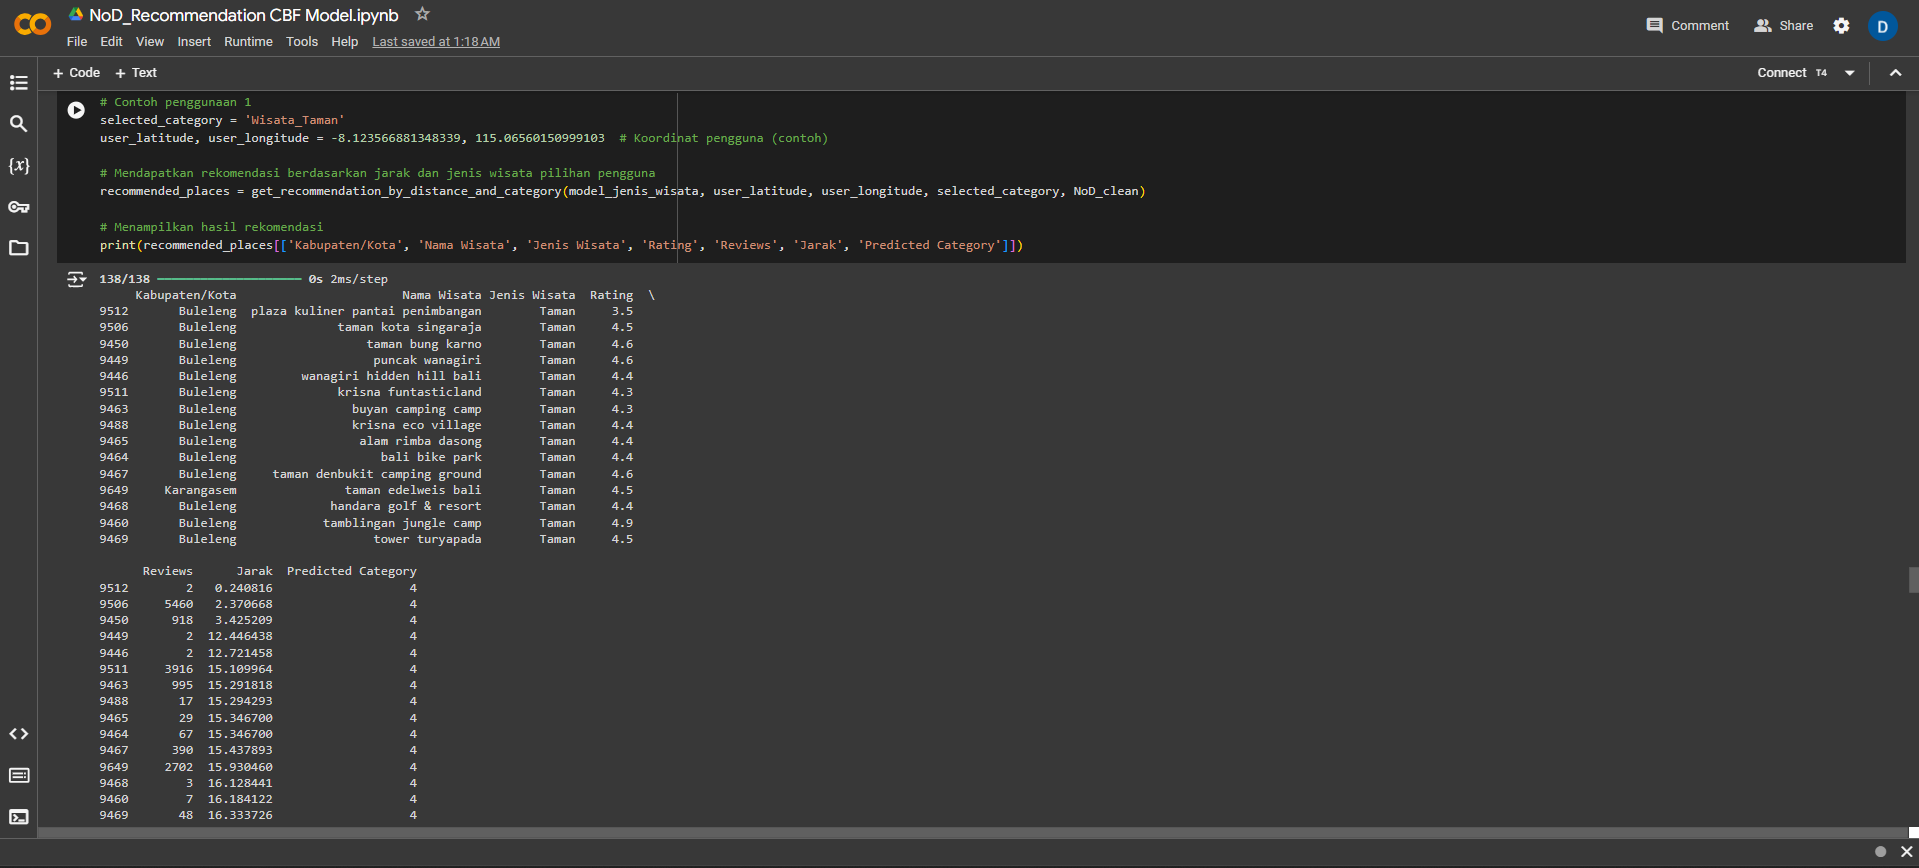 NoD_Recommendation CBF Model.ipynb
File Edit View Insert Runtime Tools Help Last saved at 1:18 AM
Comment Share D
+ Code + Text
Connect T4
# Contoh penggunaan 1
selected_category = 'Wisata_Taman'
user_latitude, user_longitude = -8.123566881348339, 115.06560150999103 # Koordinat pengguna (contoh)
# Mendapatkan rekomendasi berdasarkan jarak dan jenis wisata pilihan pengguna
recommended_places = get_recommendation_by_distance_and_category(model_jenis_wisata, user_latitude, user_longitude, selected_category, NoD_clean)
# Menampilkan hasil rekomendasi
print(recommended_places[['Kabupaten/Kota', 'Nama Wisata', 'Jenis Wisata', 'Rating', 'Reviews', 'Jarak', 'Predicted Category']])
138/138 0s 2ms/step
Kabupaten/Kota Nama Wisata Jenis Wisata Rating \
9512 Buleleng plaza kuliner pantai penimbangan Taman 3.5
9506 Buleleng taman kota singaraja Taman 4.5
9450 Buleleng taman bung karno Taman 4.6
9449 Buleleng puncak wanagiri Taman 4.6
9446 Buleleng wanagiri hidden hill bali Taman 4.4
9511 Buleleng krisna funtasticland Taman 4.3
9463 Buleleng buyan camping camp Taman 4.3
9488 Buleleng krisna eco village Taman 4.4
9465 Buleleng alam rimba dasong Taman 4.4
9464 Buleleng bali bike park Taman 4.4
9467 Buleleng taman denbukit camping ground Taman 4.6
9649 Karangasem taman edelweis bali Taman 4.5
9468 Buleleng handara golf & resort Taman 4.4
9460 Buleleng tamblingan jungle camp Taman 4.9
9469 Buleleng tower turyapada Taman 4.5
Reviews Jarak Predicted Category
9512 2 0.240816 4
9506 5460 2.370668 4
9450 918 3.425209 4
9449 2 12.446438 4
9446 2 12.721458 4
9511 3916 15.109964 4
9463 995 15.291818 4
9488 17 15.294293 4
9465 29 15.346700 4
9464 67 15.346700 4
9467 390 15.437893 4
9649 2702 15.930460 4
9468 3 16.128441 4
9460 7 16.184122 4
9469 48 16.333726 4